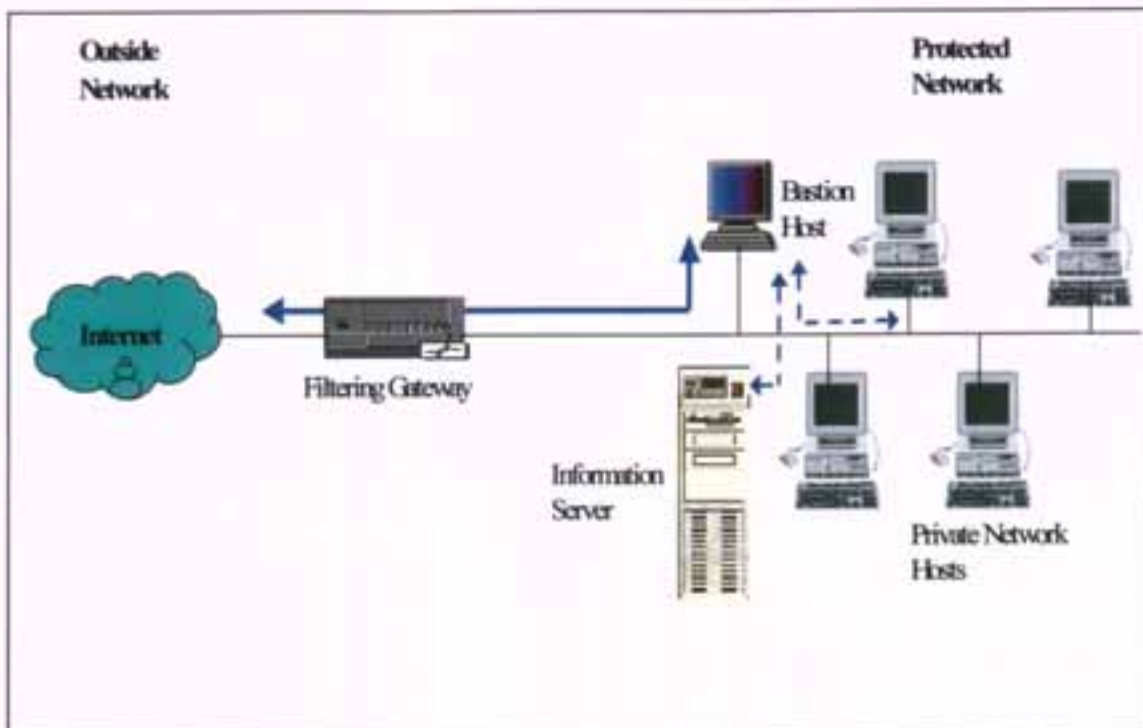 Outside
Network
Protected
Network
Bastion
Host
Internet
Filtering Gateway
Information
Server
Private Network
Hosts